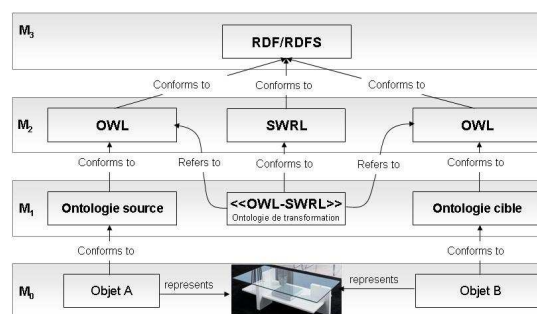 M3
RDF/RDFS
Conforms to
Conforms to
Conforms to
M2
OWL
SWRL
OWL
Conforms to
Refers to
Conforms to
Refers to
Conforms to
M1
Ontologie source
<<OWL-SWRL>>
Ontologie de transformation
Ontologie cible
Conforms to
Conforms to
M0
Objet A
represents
represents
Objet B